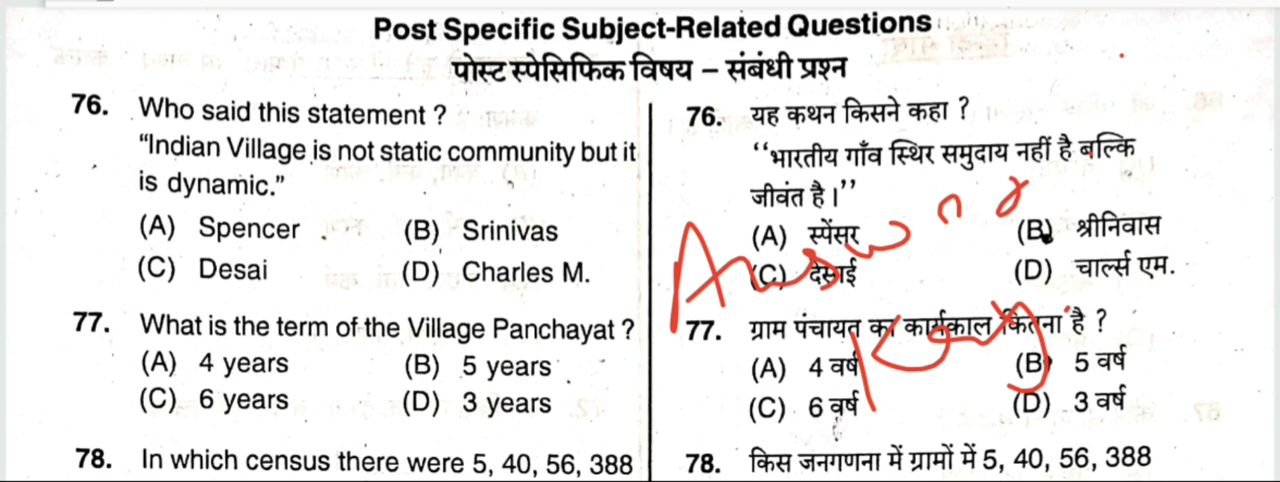 Post Specific Subject-Related Questions
पोस्ट स्पेसिफिक विषय – संबंधी प्रश्न
76. Who said this statement ?
“Indian Village is not static community but it
is dynamic.”
(A) Spencer (B) Srinivas
(C) Desai (D) Charles M.
77. What is the term of the Village Panchayat ?
(A) 4 years (B) 5 years
(C) 6 years (D) 3 years
78. In which census there were 5, 40, 56, 388
76. यह कथन किसने कहा ?
‘‘भारतीय गाँव स्थिर समुदाय नहीं है बल्कि
जीवंत है।’’
(A) स्पेंसर (B) श्रीनिवास
(C) देसाई (D) चार्ल्स एम.
77. ग्राम पंचायत का कार्यकाल कितना है ?
(A) 4 वर्ष (B) 5 वर्ष
(C) 6 वर्ष (D) 3 वर्ष
78. किस जनगणना में ग्रामों में 5, 40, 56, 388
Answer
Key